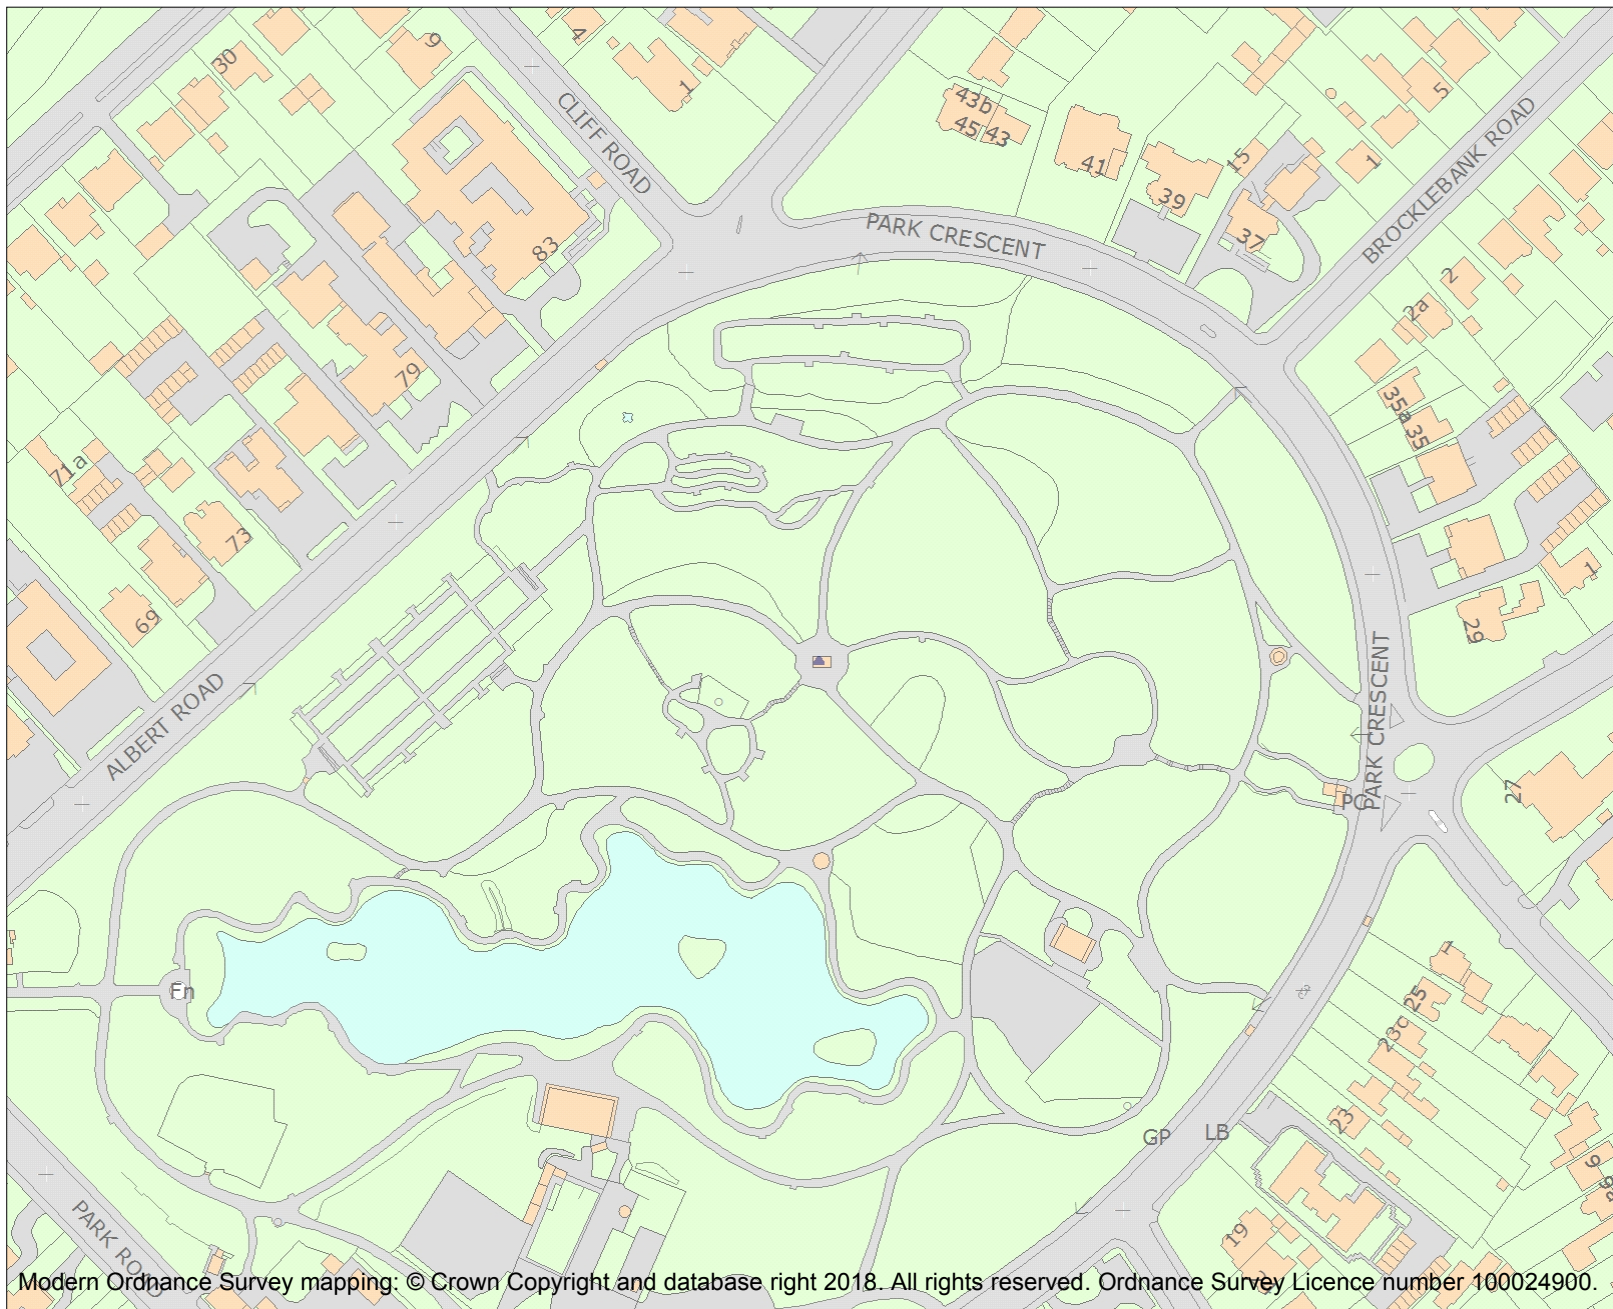 30
9
4
1
CLIFF ROAD
43b
45 43
41
39
15
37
1
5
BROCKLEBANK ROAD
PARK CRESCENT
83
2
2a
79
35a 35
71a
73
69
1
29
ALBERT ROAD
PARK CRESCENT
27
PC
Fn
1
25
23c
23
GP
LB
9
19
PARK ROAD
Modern Ordnance Survey mapping: © Crown Copyright and database right 2018. All rights reserved. Ordnance Survey Licence number 100024900.